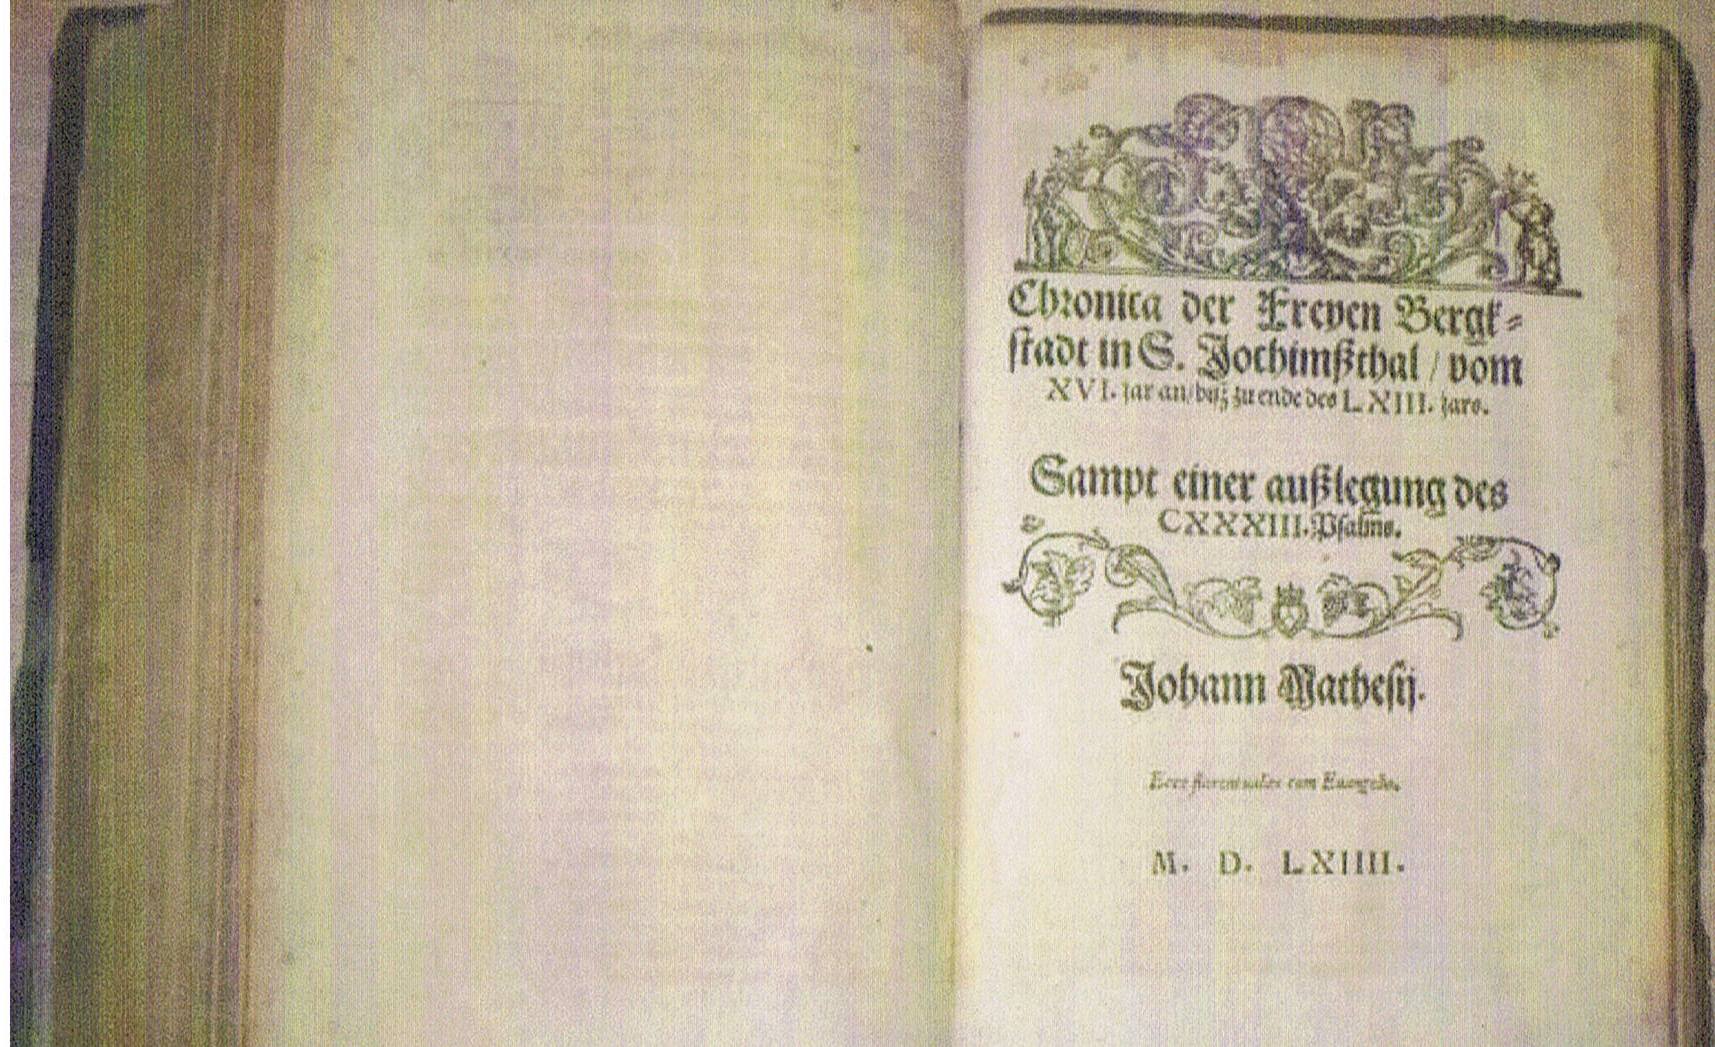 Chronica der Freyen Bergk⸗
ſtadt in S. Jochimßthal / vom
XVI. jar an / biß zu ende des LXIII. jars.
Sampt einer außlegung des
CXXXIII. Pſalms.
Johann Matheſij.
Euangelio.
M. D. LXIIII.